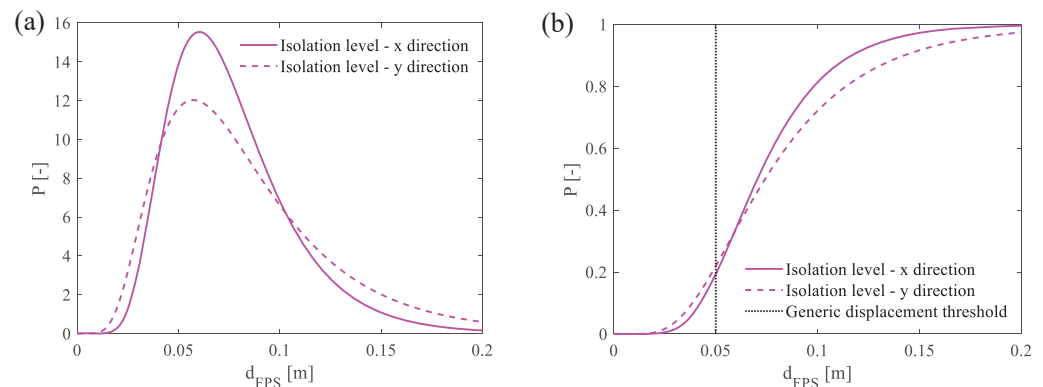 (a)
16
14
12
10
8
6
4
2
0
P [-]
Isolation level - x direction
Isolation level - y direction
0 0.05 0.1 0.15 0.2
d_FPS [m]
(b)
1
0.8
0.6
0.4
0.2
0
P [-]
Isolation level - x direction
Isolation level - y direction
Generic displacement threshold
0 0.05 0.1 0.15 0.2
d_FPS [m]